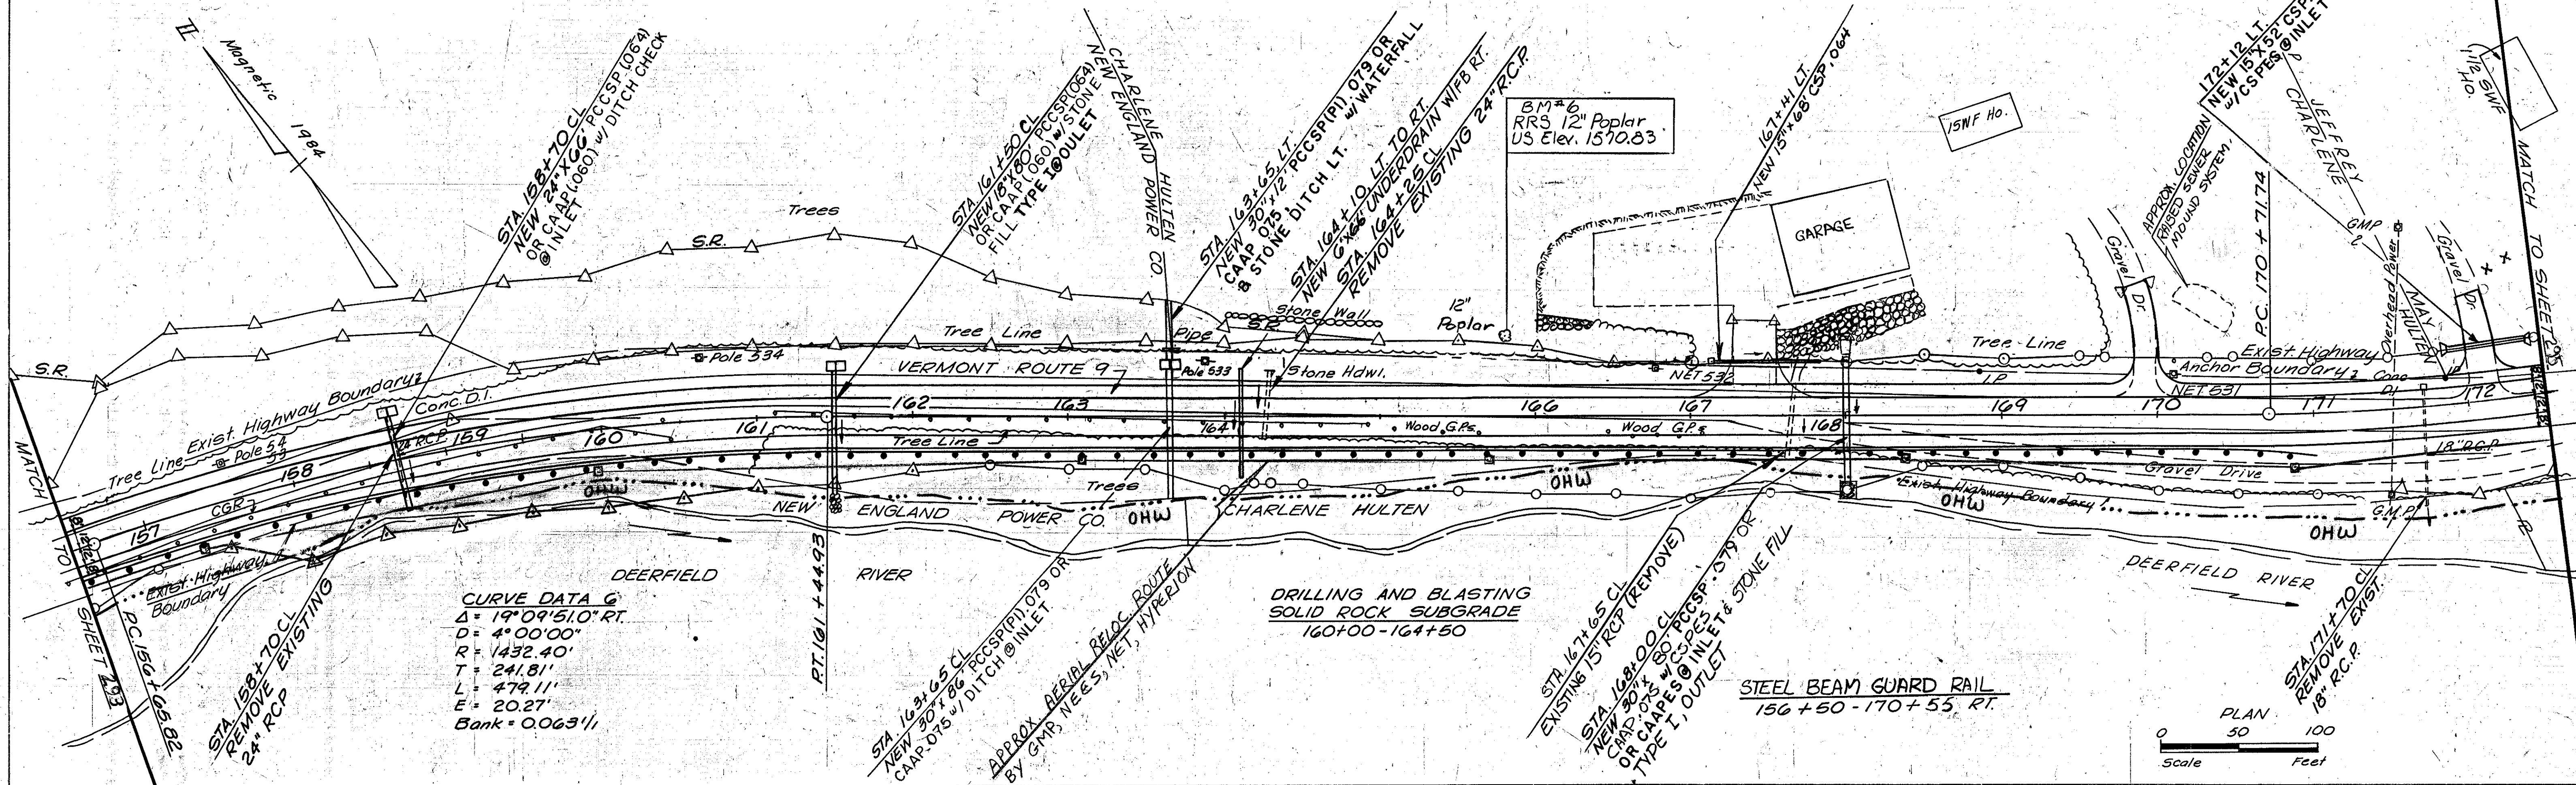 Magnetic
1984
STA. 158+70 CL
NEW 24"X66' PCCSP (.064)
OR CAAP (.060) w/ DITCH CHECK
@INLET
STA. 161+50 CL
NEW 18"X80' PCCSP(.064)
OR CAAP (.060) w/STONE
FILL TYPE I@OULET
CHARLENE HULTEN
NEW ENGLAND POWER CO.
STA. 163+65, LT.
NEW 30"x12' PCCSP(PI) .079 OR
CAAP .075,
& STONE DITCH LT. w/WATERFALL
STA. 164+10, LT. TO RT.
NEW 6"x66' UNDERDRAIN W/FB RT.
STA. 164+25 CL
REMOVE EXISTING 24" R.C.P.
BM#6
RRS 12" Poplar
US Elev. 1570.83
167+41 LT.
NEW 15"x68' CSP .064
1SWF Ho.
172+12 LT.
NEW 15"X52' CSP
w/CSPES@INLET
APPROX. LOCATION
RAISED SEWER
MOUND SYSTEM
JEFFREY
CHARLENE
1 1/2 SWF
HO.
MATCH TO SHEET 295
8/12/12/8
P.C. 170+71.74
GMP
2
Overhead Power
MAY
HULTEN
Gravel Dr.
Gravel Dr.
GARAGE
Trees
S.R.
S.R.
Tree Line
Pipe
Stone Wall
S.R.
12"
Poplar
Tree Line
Exist Highway
Anchor Boundary
Conc
D.I.
I.P.
I.P.
NET 532
NET 531
Pole 534
Pole 533
Stone Hdwl.
VERMONT ROUTE 9
Tree Line Exist. Highway Boundary
Conc. D.I.
Pole 54
53
157
158
159
160
161
162
163
164
166
167
168
169
170
171
172
24 RCP
Tree Line
Wood G.P.s
Wood G.P.s
18" R.C.P.
Gravel Drive
CGR
Exist. Highway
Boundary
OHW
Trees
NEW ENGLAND POWER CO.
OHW
CHARLENE HULTEN
OHW
Exist. Highway Boundary
OHW
G.M.P.
OHW
DEERFIELD RIVER
DEERFIELD RIVER
MATCH TO SHEET 293
8/12/12/8
P.C. 156+65.82
STA. 158+70 CL
REMOVE EXISTING
24" RCP
CURVE DATA 6
Δ = 19°09'51.0" RT.
D = 4°00'00"
R = 1432.40'
T = 241.81'
L = 479.11'
E = 20.27'
Bank = 0.063'/1
P.T. 161+44.93
STA. 163+65 CL
NEW 30"x86' PCCSP(PI) .079 OR
CAAP .075 w/ DITCH @INLET
APPROX. AERIAL RELOC. ROUTE
BY GMP, NEES, NET, HYPERION
DRILLING AND BLASTING
SOLID ROCK SUBGRADE
160+00-164+50
STA. 167+65 CL
EXISTING 15" RCP (REMOVE)
STA. 168+00 CL
NEW 30"x 80' PCCSP .079 OR
CAAP .075 w/ CSPES
OR CAAPES@INLET & STONE FILL
TYPE I, OUTLET
STEEL BEAM GUARD RAIL
156+50-170+55 RT.
STA. 171+70 CL
REMOVE EXIST.
18" R.C.P.
PLAN
0 50 100
Scale Feet